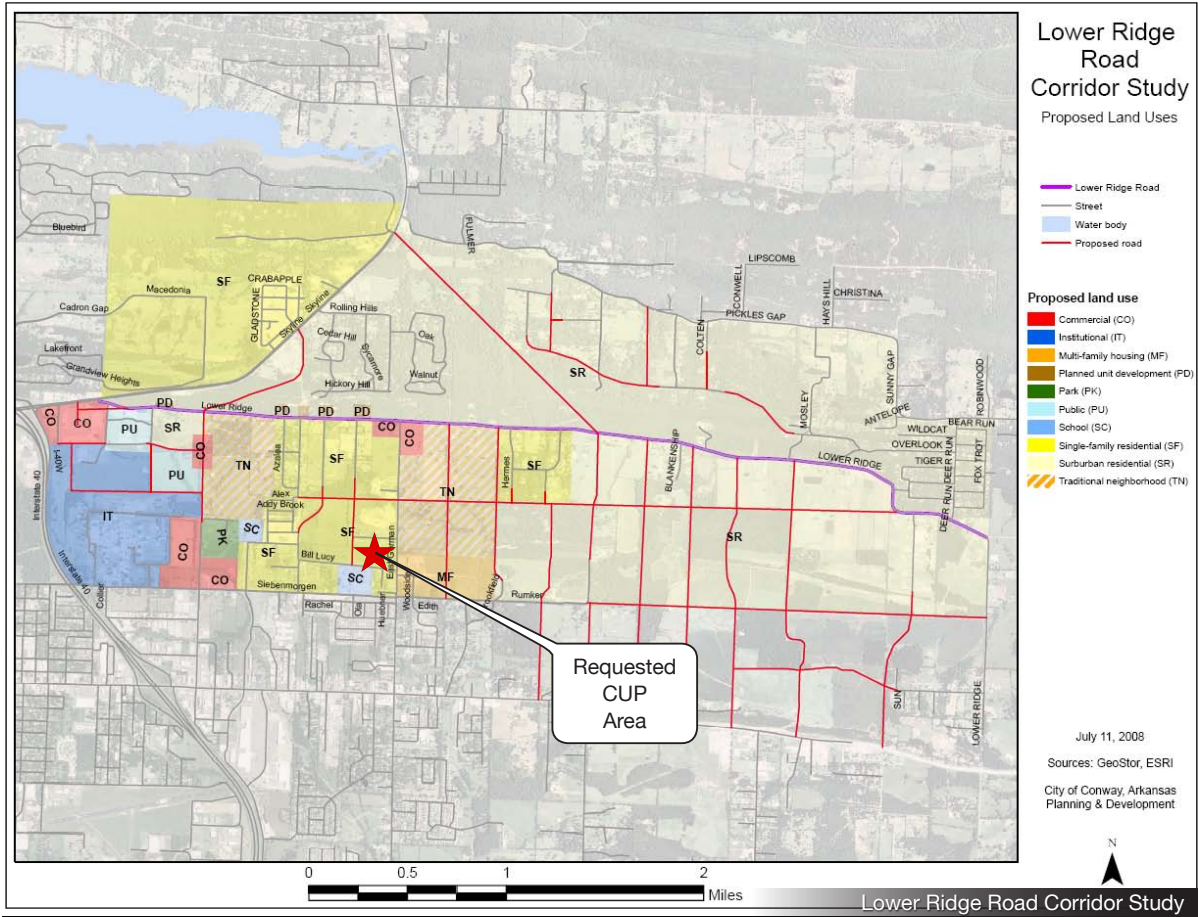 Lower Ridge
Road
Corridor Study
Proposed Land Uses
Lower Ridge Road
Street
Water body
Proposed road
Proposed land use
Commercial (CO)
Institutional (IT)
Multi-family housing (MF)
Planned unit development (PD)
Park (PK)
Public (PU)
School (SC)
Single-family residential (SF)
Surburban residential (SR)
Traditional neighborhood (TN)
July 11, 2008
Sources: GeoStor, ESRI
City of Conway, Arkansas
Planning & Development
N
Bluebird
FULMER
LIPSCOMB
CONWELL
HAYS HILL
CHRISTINA
SF
CRABAPPLE
Macedonia
GLADSTONE
Skyline
Skyline
Rolling Hills
PICKLES GAP
Cadron Gap
Cedar Hill
Sycamore
Oak
COLTEN
Lakefront
Walnut
SUNNY GAP
Grandview Heights
Hickory Hill
SR
MOSLEY
ROBINWOOD
PD
Lower Ridge
PD
PD
PD
ANTELOPE
BEAR RUN
CO
CO
PU
SR
CO
CO
CO
WILDCAT
OVERLOOK
TIGER
DEER RUN
FOX TROT
LOWER RIDGE
I-40W
PU
TN
Azalea
SF
Hermes
SF
BLANKENSHIP
Interstate 40
Alex
Addy Brook
TN
DEER RUN
IT
PK
SC
SF
SR
CO
SF
Bill Lucy
Interstate 40
CO
Siebenmorgen
SC
MF
Collier
Rachel
Ola
Huebner
Woodside
Edith
Rumker
Requested
CUP
Area
SUN
LOWER RIDGE
0
0.5
1
2
Miles
Lower Ridge Road Corridor Study